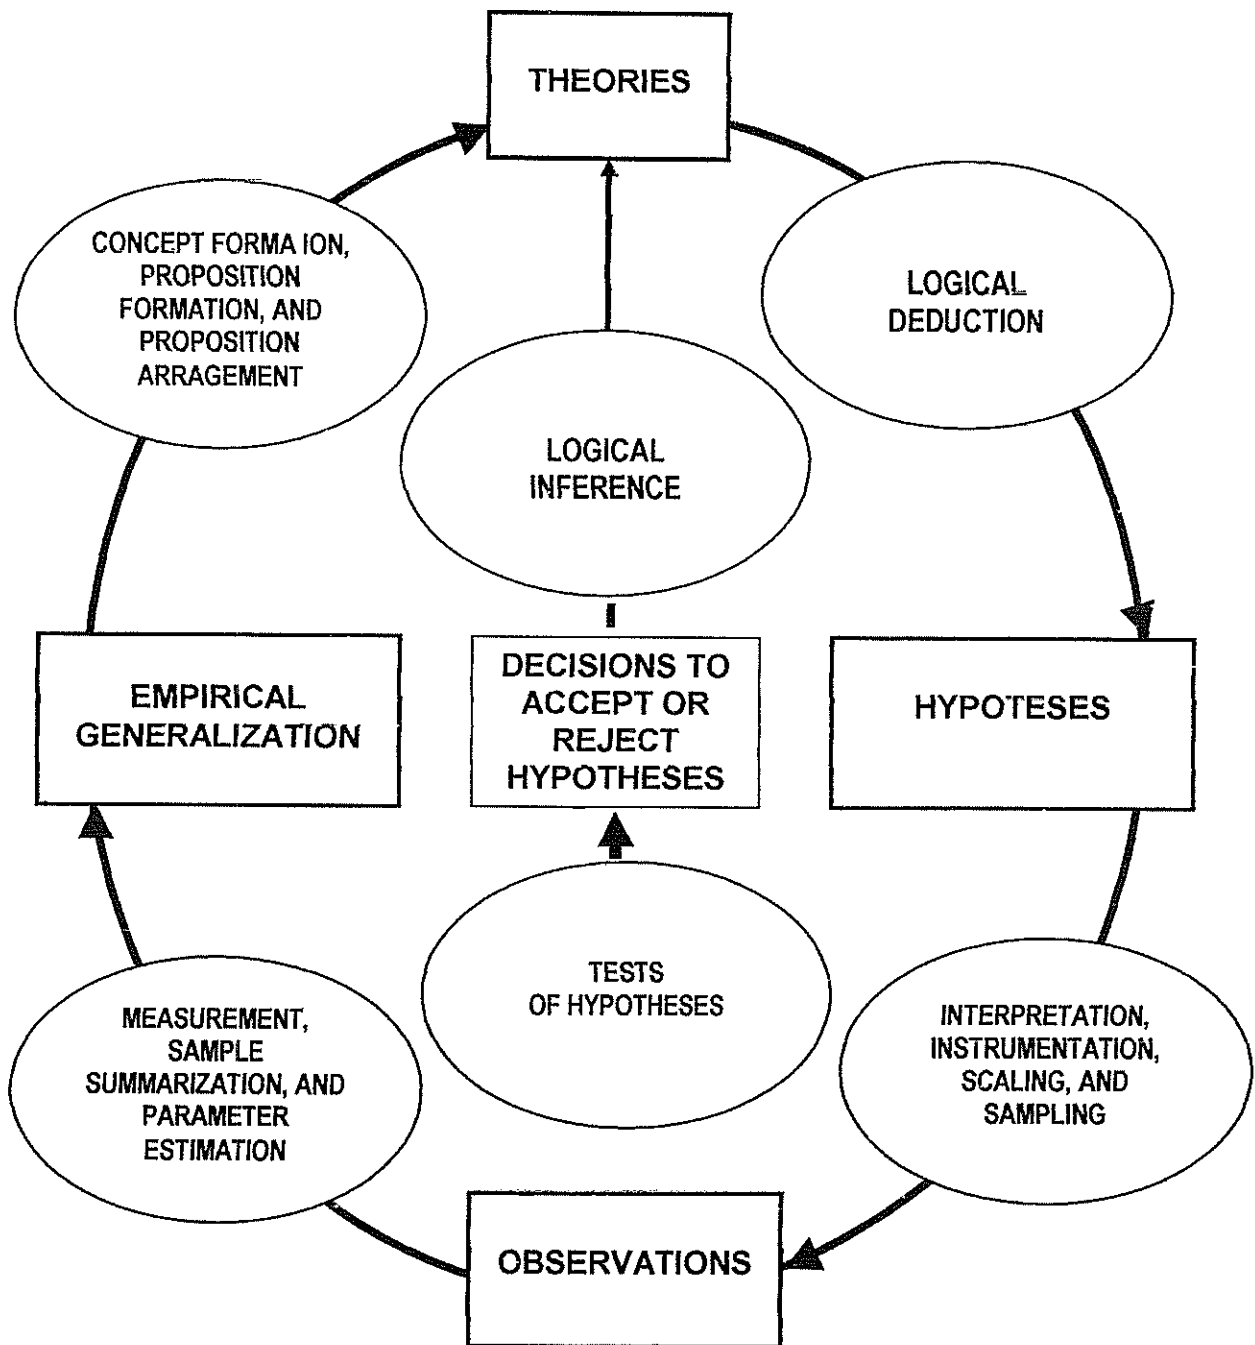 THEORIES
CONCEPT FORMA ION,
PROPOSITION
FORMATION, AND
PROPOSITION
ARRAGEMENT
LOGICAL
DEDUCTION
LOGICAL
INFERENCE
EMPIRICAL
GENERALIZATION
DECISIONS TO
ACCEPT OR
REJECT
HYPOTHESES
HYPOTESES
MEASUREMENT,
SAMPLE
SUMMARIZATION, AND
PARAMETER
ESTIMATION
TESTS
OF HYPOTHESES
INTERPRETATION,
INSTRUMENTATION,
SCALING, AND
SAMPLING
OBSERVATIONS